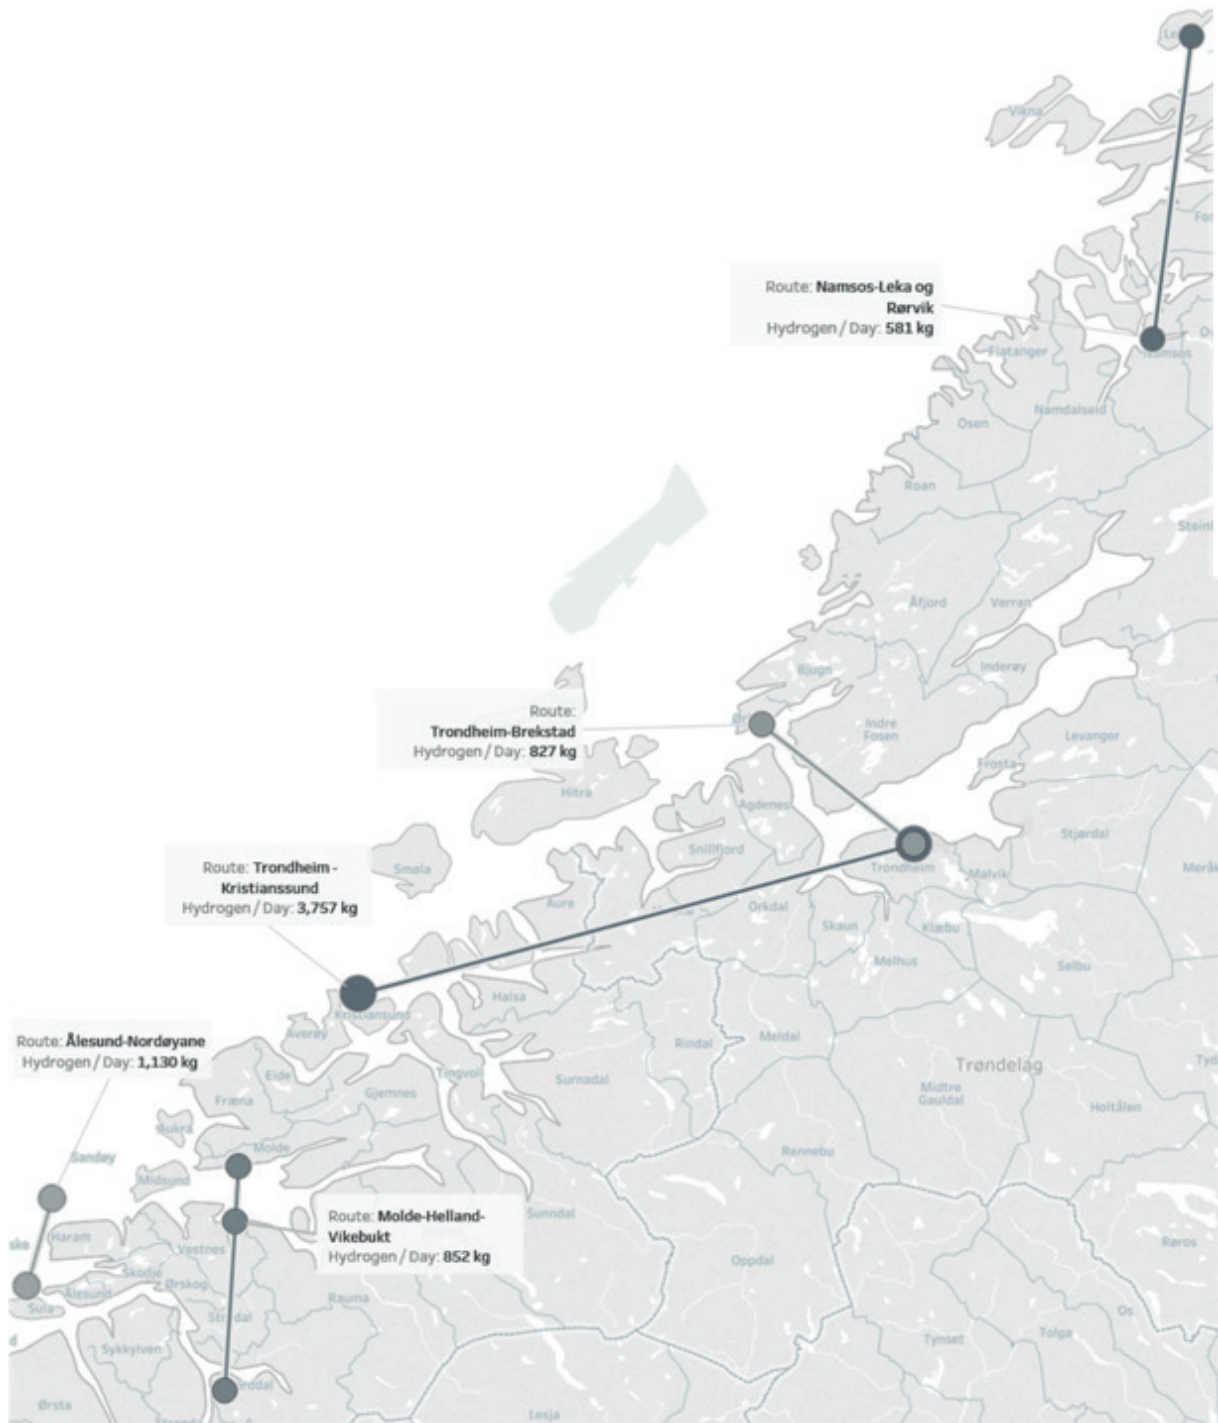 Vikna
Route: Namsos-Leka og
Rørvik
Hydrogen / Day: 581 kg
Namsos
Flatanger
Namdalseid
Osen
Roan
Åfjord
Verran
Inderøy
Bjugn
Route:
Trondheim-Brekstad
Hydrogen / Day: 827 kg
Indre
Fosen
Levanger
Frosta
Hitra
Agdenes
Stjørdal
Snillfjord
Smøla
Trondheim
Malvik
Route: Trondheim -
Kristianssund
Hydrogen / Day: 3,757 kg
Aure
Orkdal
Skaun
Klæbu
Melhus
Selbu
Halsa
Kristiansund
Averøy
Route: Ålesund-Nordøyane
Hydrogen / Day: 1,130 kg
Rindal
Meldal
Trøndelag
Tingvoll
Eide
Gjemnes
Surnadal
Midtre
Gauldal
Holtålen
Fræna
Aukra
Molde
Rennebu
Sandøy
Midsund
Route: Molde-Helland-
Vikebukt
Hydrogen / Day: 852 kg
Sunndal
Haram
Vestnes
Oppdal
Røros
Skodje
Ørskog
Ålesund
Rauma
Sula
Os
Sykkylven
Tynset
Tolga
Ørsta
Lesja